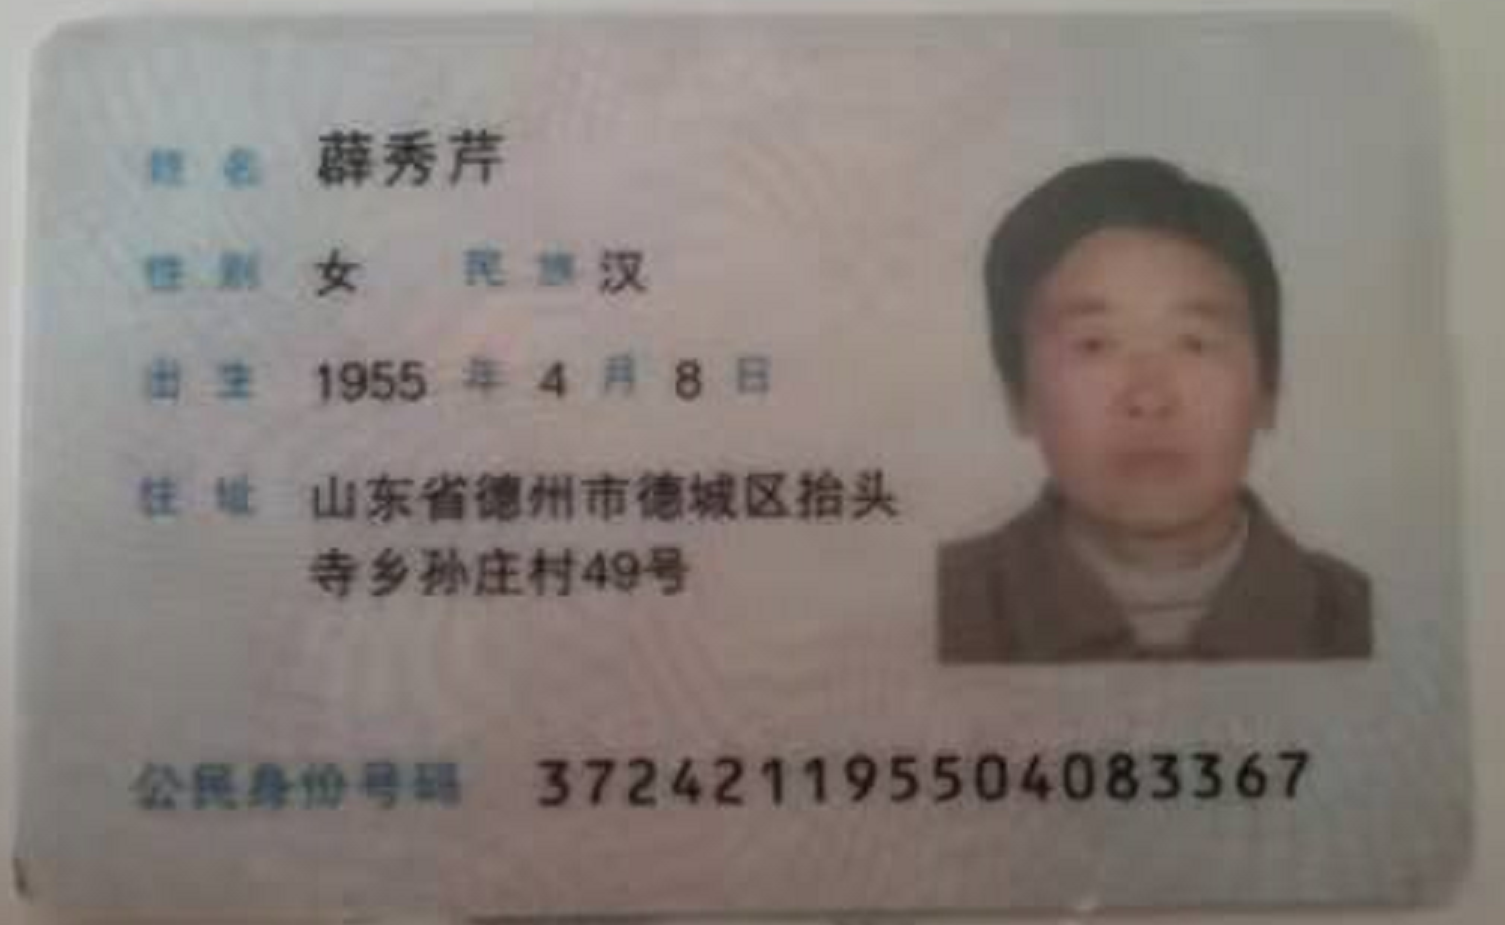 姓名 薛秀芹
性别 女 民族 汉
出生 1955 年 4 月 8 日
住址 山东省德州市德城区抬头
寺乡孙庄村49号
公民身份号码 372421195504083367